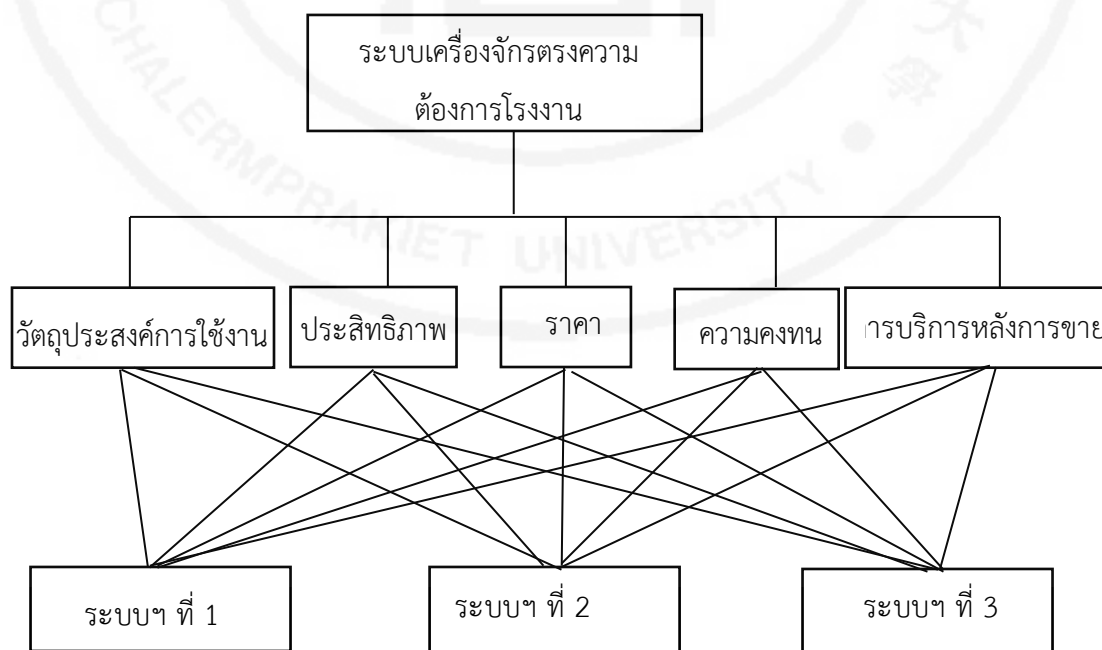 ระบบเครื่องจักรตรงความ
ต้องการโรงงาน
วัตถุประสงค์การใช้งาน
ประสิทธิภาพ
ราคา
ความคงทน
ารบริการหลังการขาย
ระบบฯ ที่ 1
ระบบฯ ที่ 2
ระบบฯ ที่ 3
CHALERMPRAKIET UNIVERSITY
大
學